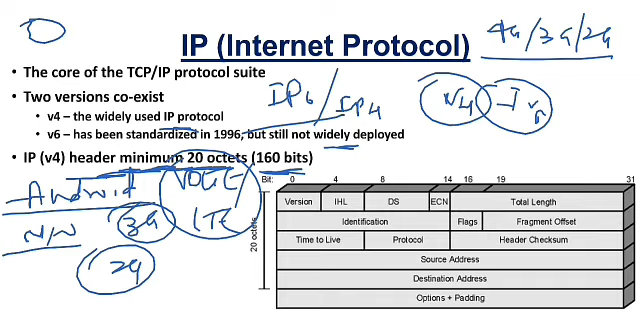 4G/3G/2G
IP (Internet Protocol)
• The core of the TCP/IP protocol suite
• Two versions co-exist
• v4 – the widely used IP protocol
• v6 – has been standardized in 1996, but still not widely deployed
IP6/IP4
V4
V6
• IP (v4) header minimum 20 octets (160 bits)
Android
VOLTE
LTE
N/W
3G
2G
Bit: 0 4 8 14 16 19 31
Version IHL DS ECN Total Length
Identification Flags Fragment Offset
Time to Live Protocol Header Checksum
Source Address
Destination Address
Options + Padding
20 octets